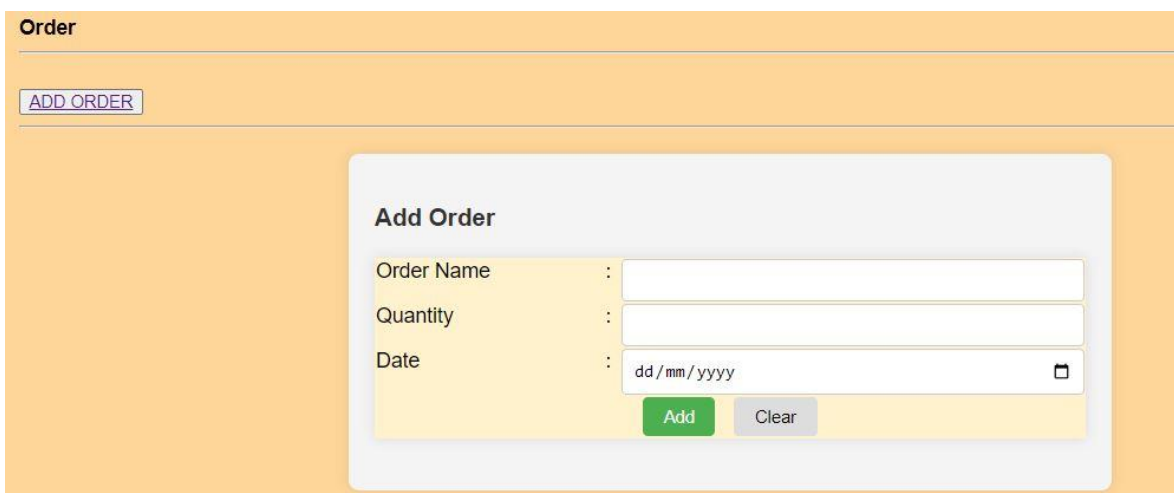 Order
ADD ORDER
Add Order
Order Name :
Quantity :
Date : dd/mm/yyyy
Add Clear